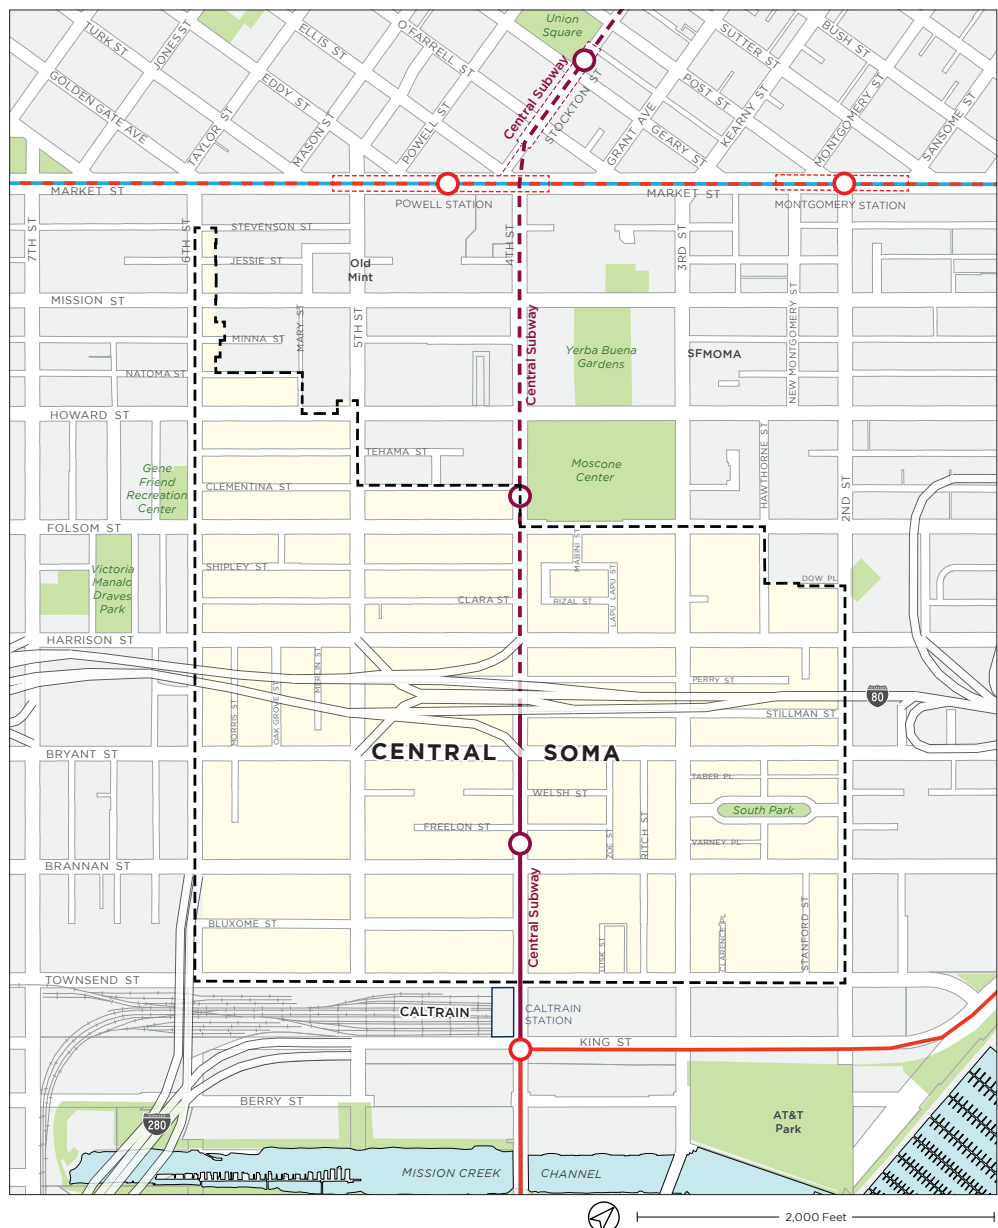 Union
Square
TURK ST
JONES ST
ELLIS ST
O'FARRELL ST
SUTTER ST
BUSH ST
GOLDEN GATE AVE
EDDY ST
TAYLOR ST
MASON ST
POWELL ST
Central Subway
STOCKTON ST
POST ST
GRANT AVE
GEARY ST
KEARNY ST
MONTGOMERY ST
SANSOME ST
MARKET ST
MARKET ST
POWELL STATION
MONTGOMERY STATION
7TH ST
6TH ST
STEVENSON ST
4TH ST
3RD ST
JESSIE ST
Old
Mint
MISSION ST
MINNA ST
MARY ST
5TH ST
Central Subway
Yerba Buena
Gardens
SFMOMA
NEW MONTGOMERY ST
NATOMA ST
HOWARD ST
TEHAMA ST
HAWTHORNE ST
2ND ST
Gene
Friend
Recreation
Center
CLEMENTINA ST
Moscone
Center
FOLSOM ST
Victoria
Manalo
Draves
Park
SHIPLEY ST
CLARA ST
MABINI ST
RIZAL ST
LAPU LAPU ST
DOW PL
HARRISON ST
MORRIS ST
OAK GROVE ST
MERLIN ST
PERRY ST
80
STILLMAN ST
BRYANT ST
CENTRAL SOMA
TABER PL
WELSH ST
South Park
FREELON ST
ZOE ST
RITCH ST
VARNEY PL
BRANNAN ST
Central Subway
BLUXOME ST
LUSK ST
CLARENCE PL
STANFORD ST
TOWNSEND ST
CALTRAIN
CALTRAIN
STATION
KING ST
BERRY ST
280
AT&T
Park
MISSION CREEK CHANNEL
2,000 Feet